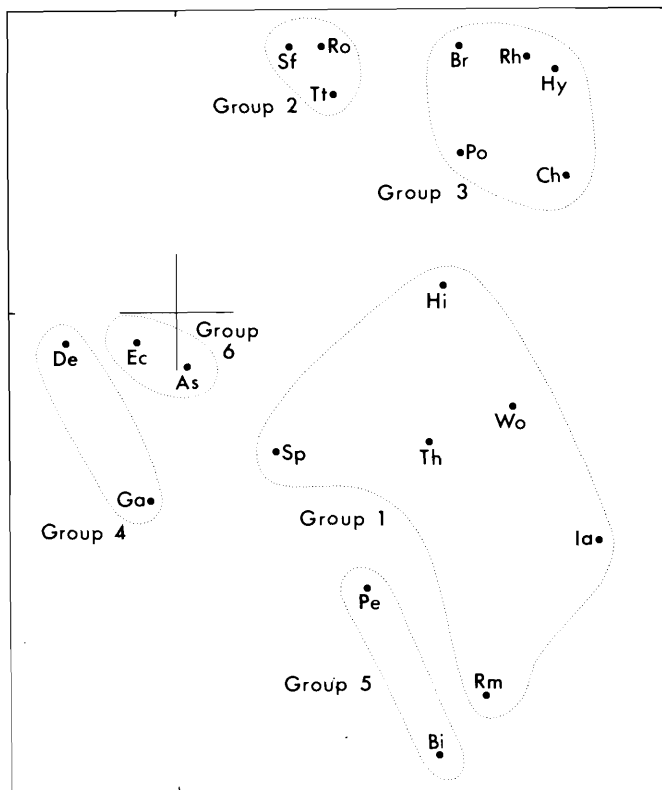 Sf
Ro
Tt
Group 2
Br
Rh
Hy
Po
Ch
Group 3
Hi
Group
6
De
Ec
As
Wo
Sp
Th
Ga
Group 4
Group 1
Ia
Pe
Group 5
Rm
Bi